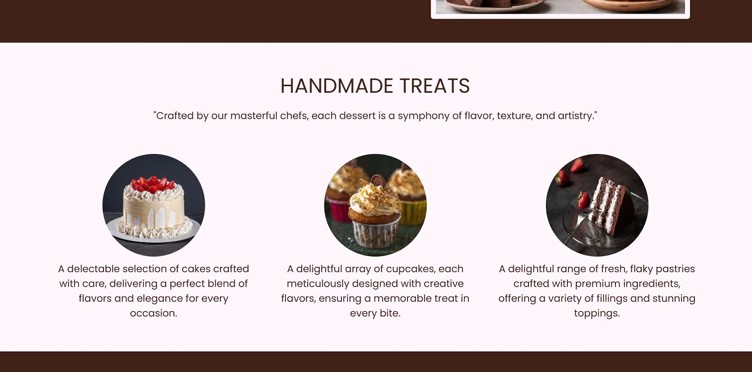 HANDMADE TREATS
"Crafted by our masterful chefs, each dessert is a symphony of flavor, texture, and artistry."
A delectable selection of cakes crafted
with care, delivering a perfect blend of
flavors and elegance for every
occasion.
A delightful array of cupcakes, each
meticulously designed with creative
flavors, ensuring a memorable treat in
every bite.
A delightful range of fresh, flaky pastries
crafted with premium ingredients,
offering a variety of fillings and stunning
toppings.